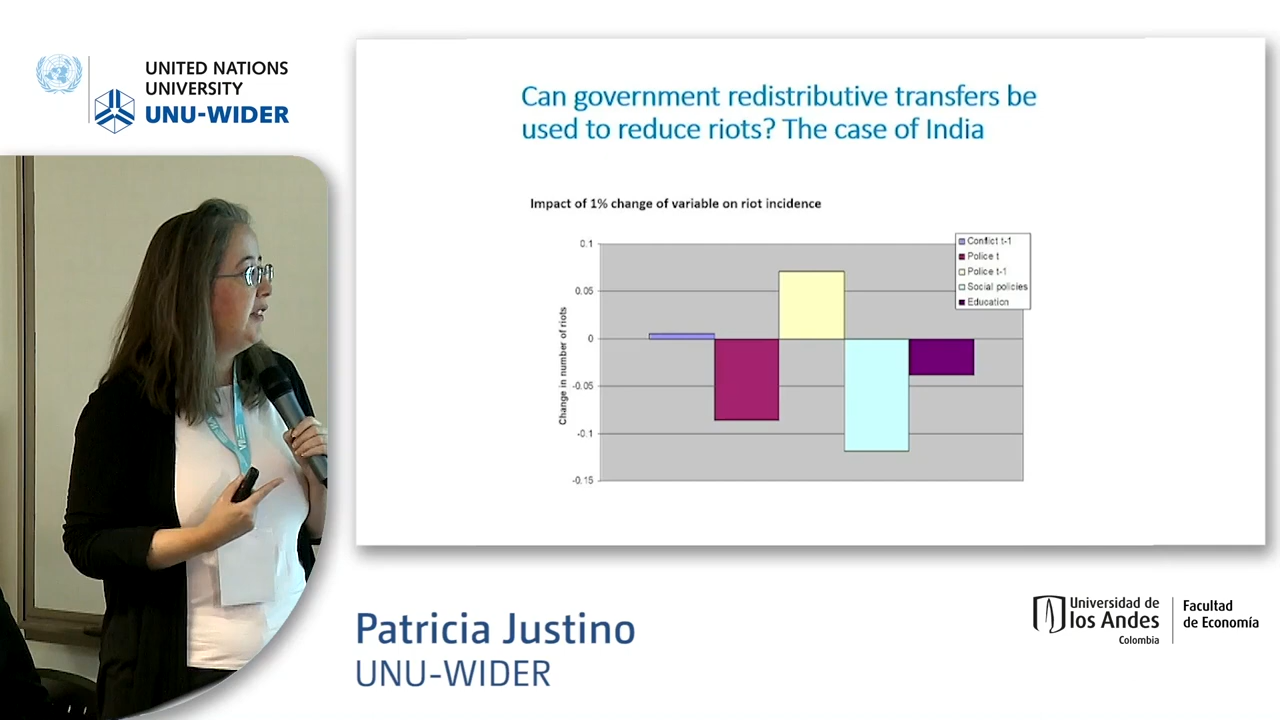 UNITED NATIONS
UNIVERSITY
UNU-WIDER
Can government redistributive transfers be
used to reduce riots? The case of India
Impact of 1% change of variable on riot incidence
Change in number of riots
0.1
0.05
0
-0.05
-0.1
-0.15
Conflict t-1
Police t
Police t-1
Social policies
Education
Patricia Justino
UNU-WIDER
Universidad de
los Andes
Colombia
Facultad
de Economía